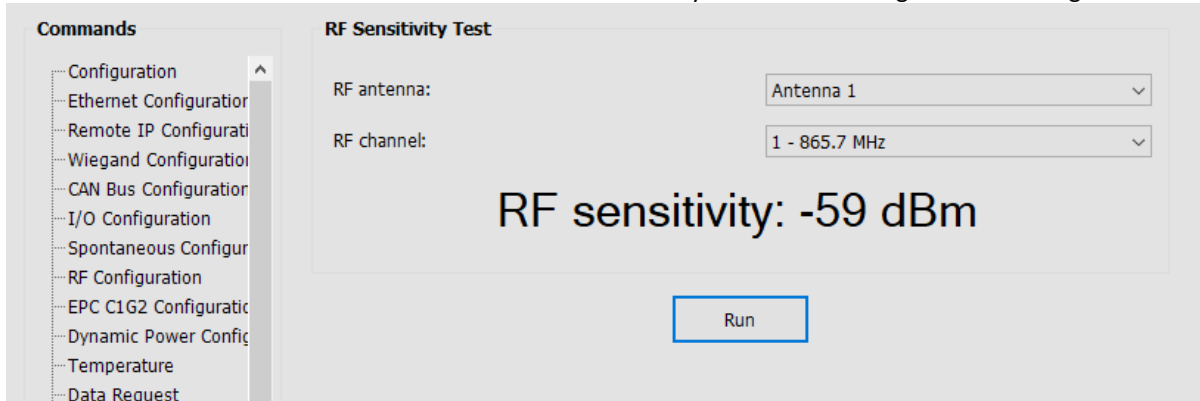 Commands
Configuration
Ethernet Configuration
Remote IP Configurati
Wiegand Configuration
CAN Bus Configuration
I/O Configuration
Spontaneous Configur
RF Configuration
EPC C1G2 Configuratic
Dynamic Power Config
Temperature
Data Request
RF Sensitivity Test
RF antenna:
Antenna 1
RF channel:
1 - 865.7 MHz
RF sensitivity: -59 dBm
Run